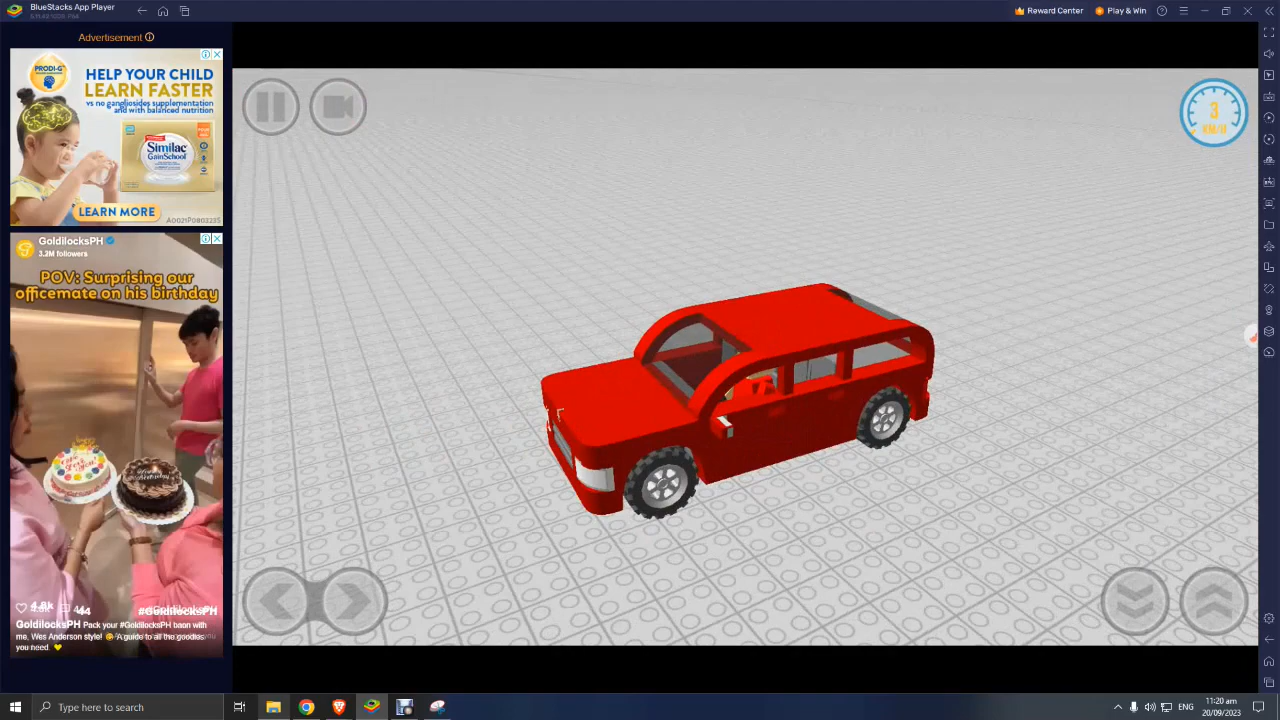 BlueStacks App Player
Reward Center
Play & Win
Advertisement
PRODI-G
HELP YOUR CHILD
LEARN FASTER
vs no gangliosides supplementation
and with balanced nutrition
Similac
GainSchool
LEARN MORE
GoldilocksPH
3.2M followers
POV: Surprising our
officemate on his birthday
#GoldilocksPH
GoldilocksPH Pack your #GoldilocksPH baon with
me, Wes Anderson style! A guide to all the goodies you
need.
3
KM/H
Type here to search
ENG
11:20 am
20/09/2023